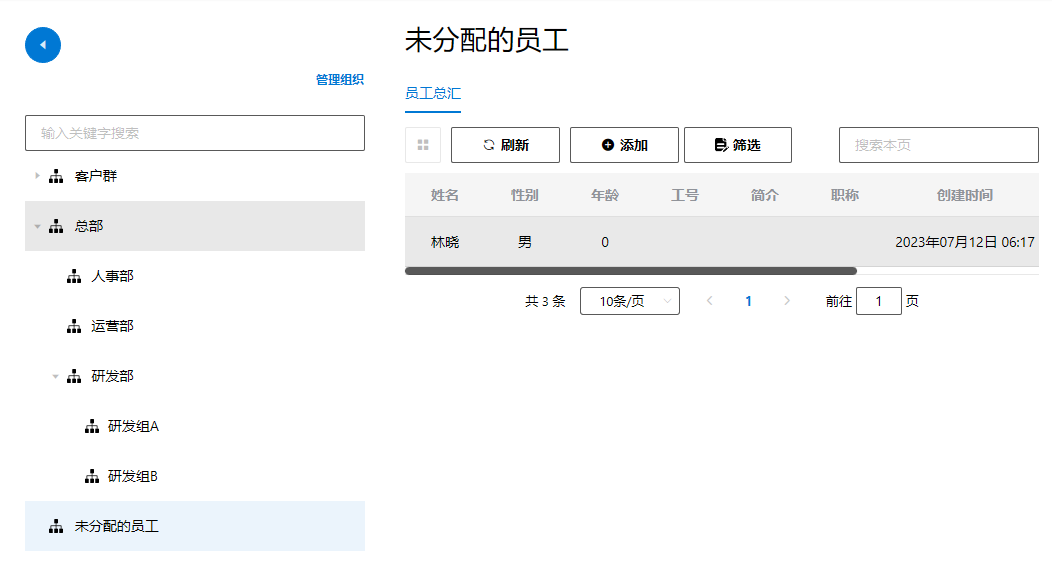 管理组织
输入关键字搜索
客户群
总部
人事部
运营部
研发部
研发组A
研发组B
未分配的员工
未分配的员工
员工总汇
刷新 添加 筛选 搜索本页
姓名 性别 年龄 工号 简介 职称 创建时间
林晓 男 0 2023年07月12日 06:17
共 3 条 10条/页 1 前往 1 页